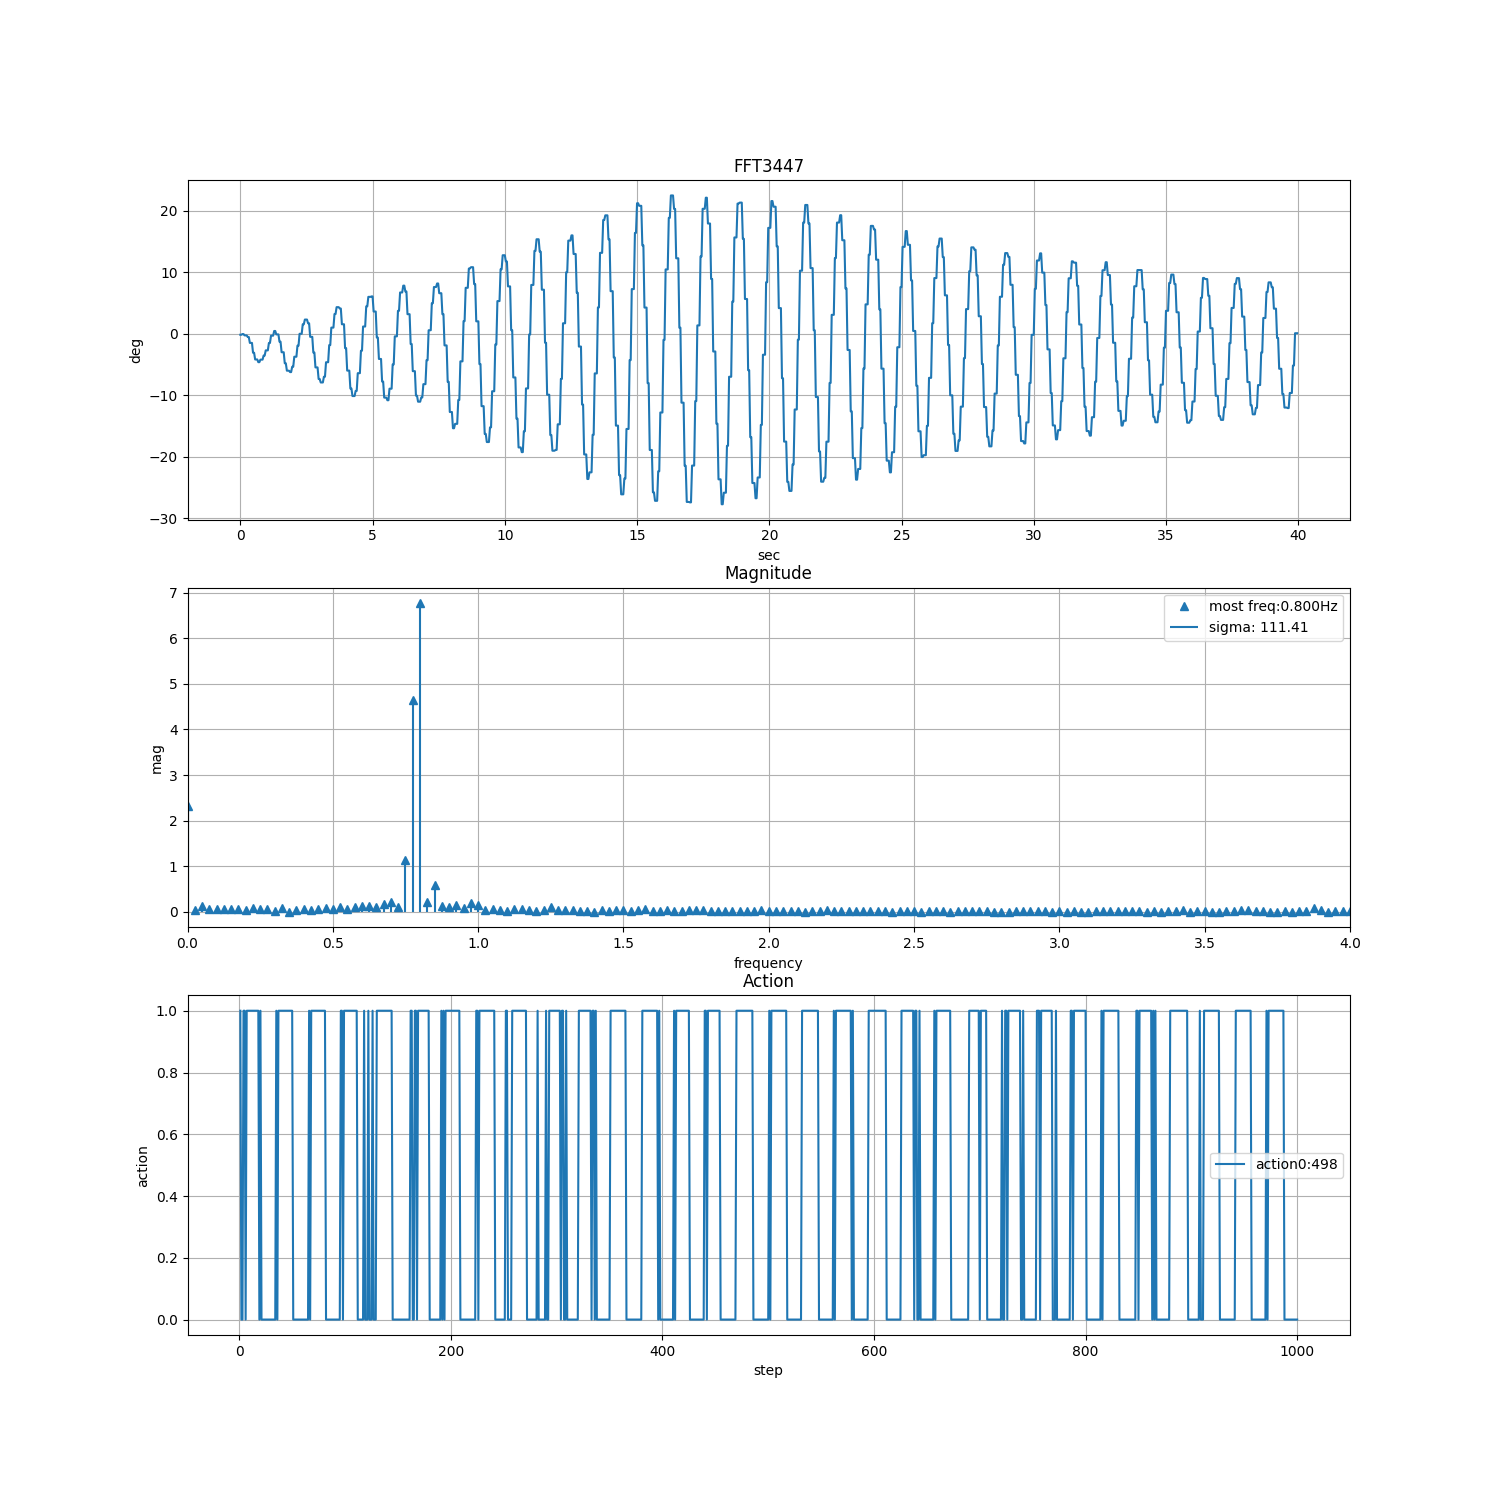 FFT3447
20
10
0
−10
−20
−30
deg
0 5 10 15 20 25 30 35 40
sec
Magnitude
7
6
5
4
3
2
1
0
mag
most freq:0.800Hz
sigma: 111.41
0.0 0.5 1.0 1.5 2.0 2.5 3.0 3.5 4.0
frequency
Action
1.0
0.8
0.6
0.4
0.2
0.0
action
action0:498
0 200 400 600 800 1000
step